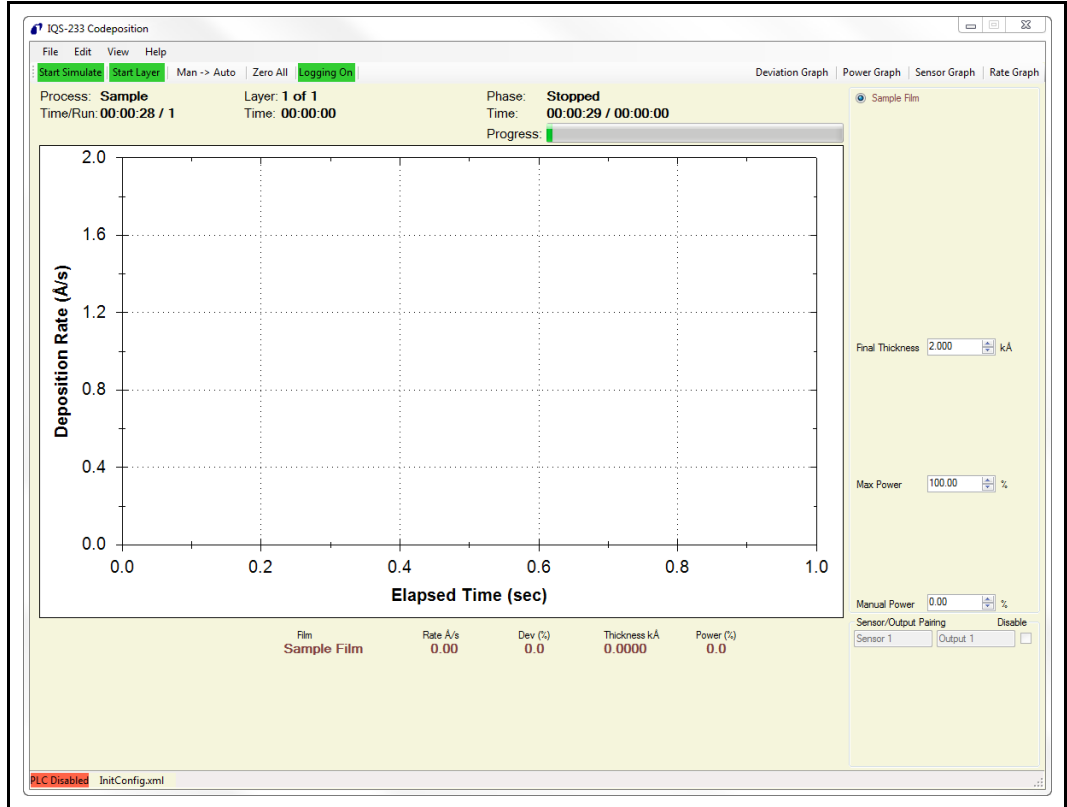 IQS-233 Codeposition
File Edit View Help
Start Simulate Start Layer Man -> Auto Zero All Logging On Deviation Graph Power Graph Sensor Graph Rate Graph
Process: Sample Layer: 1 of 1 Phase: Stopped
Time/Run: 00:00:28 / 1 Time: 00:00:00 Time: 00:00:29 / 00:00:00
Progress:
Sample Film
2.0
1.6
1.2
0.8
0.4
0.0
Deposition Rate (Å/s)
0.0 0.2 0.4 0.6 0.8 1.0
Elapsed Time (sec)
Final Thickness 2.000 kÅ
Max Power 100.00 %
Manual Power 0.00 %
Sensor/Output Pairing Disable
Sensor 1 Output 1
Film Rate Å/s Dev (%) Thickness kÅ Power (%)
Sample Film 0.00 0.0 0.0000 0.0
PLC Disabled InitConfig.xml